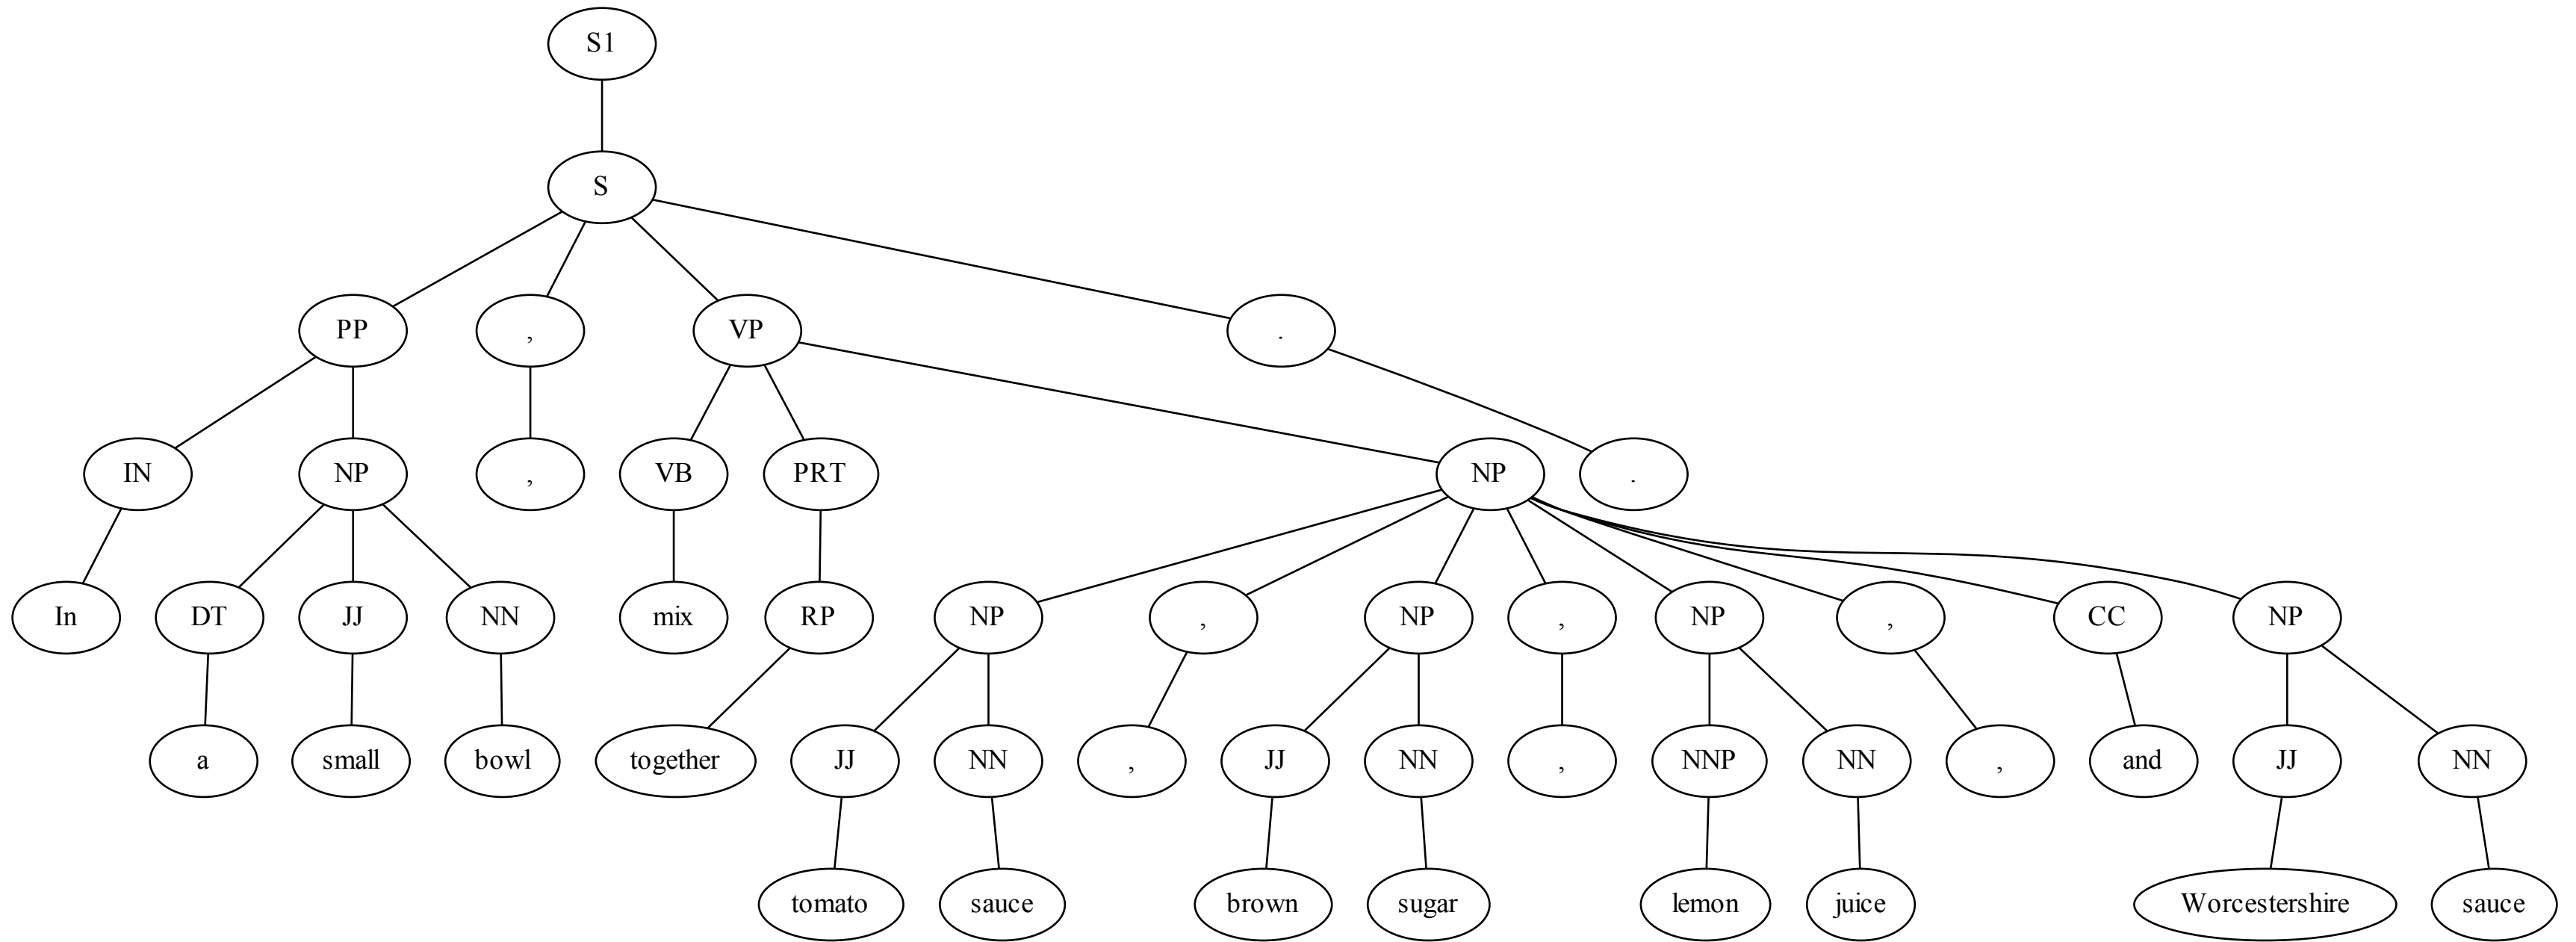 S1
S
PP , VP .
IN NP , VB PRT NP .
In DT JJ NN mix RP NP , NP , NP , CC NP
a small bowl together JJ NN , JJ NN , NNP NN , and JJ NN
tomato sauce brown sugar lemon juice Worcestershire sauce